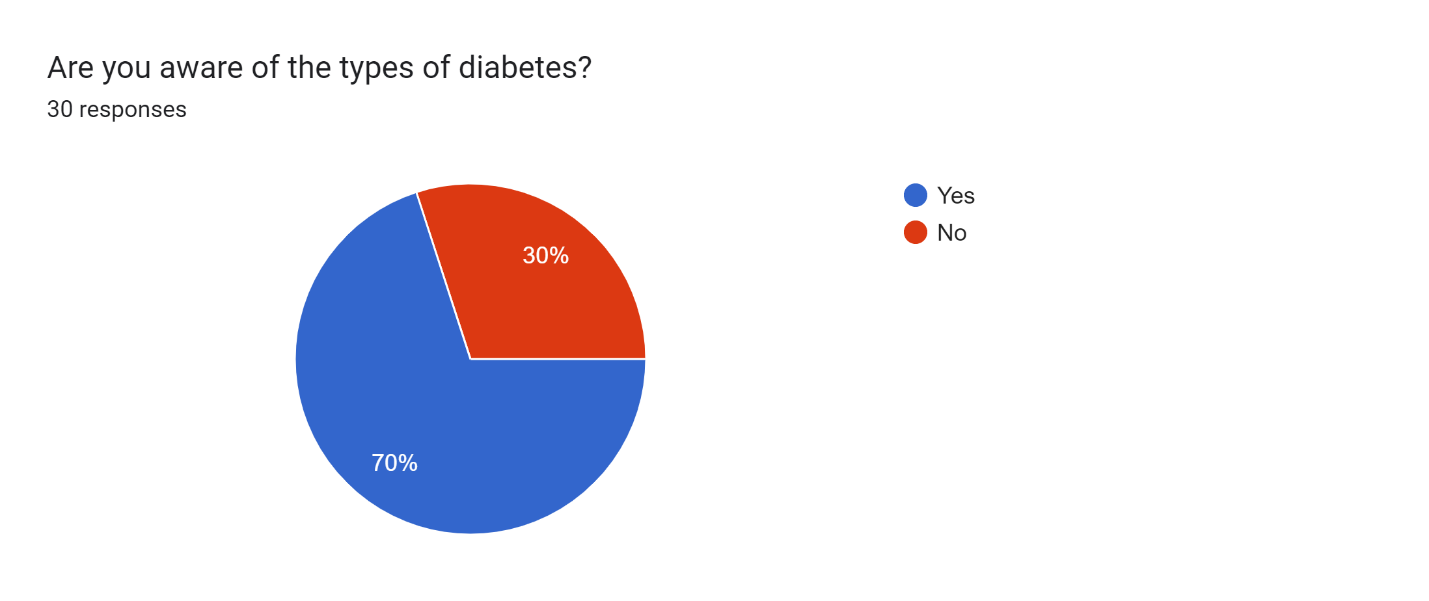 Are you aware of the types of diabetes?
30 responses
Yes
No
30%
70%